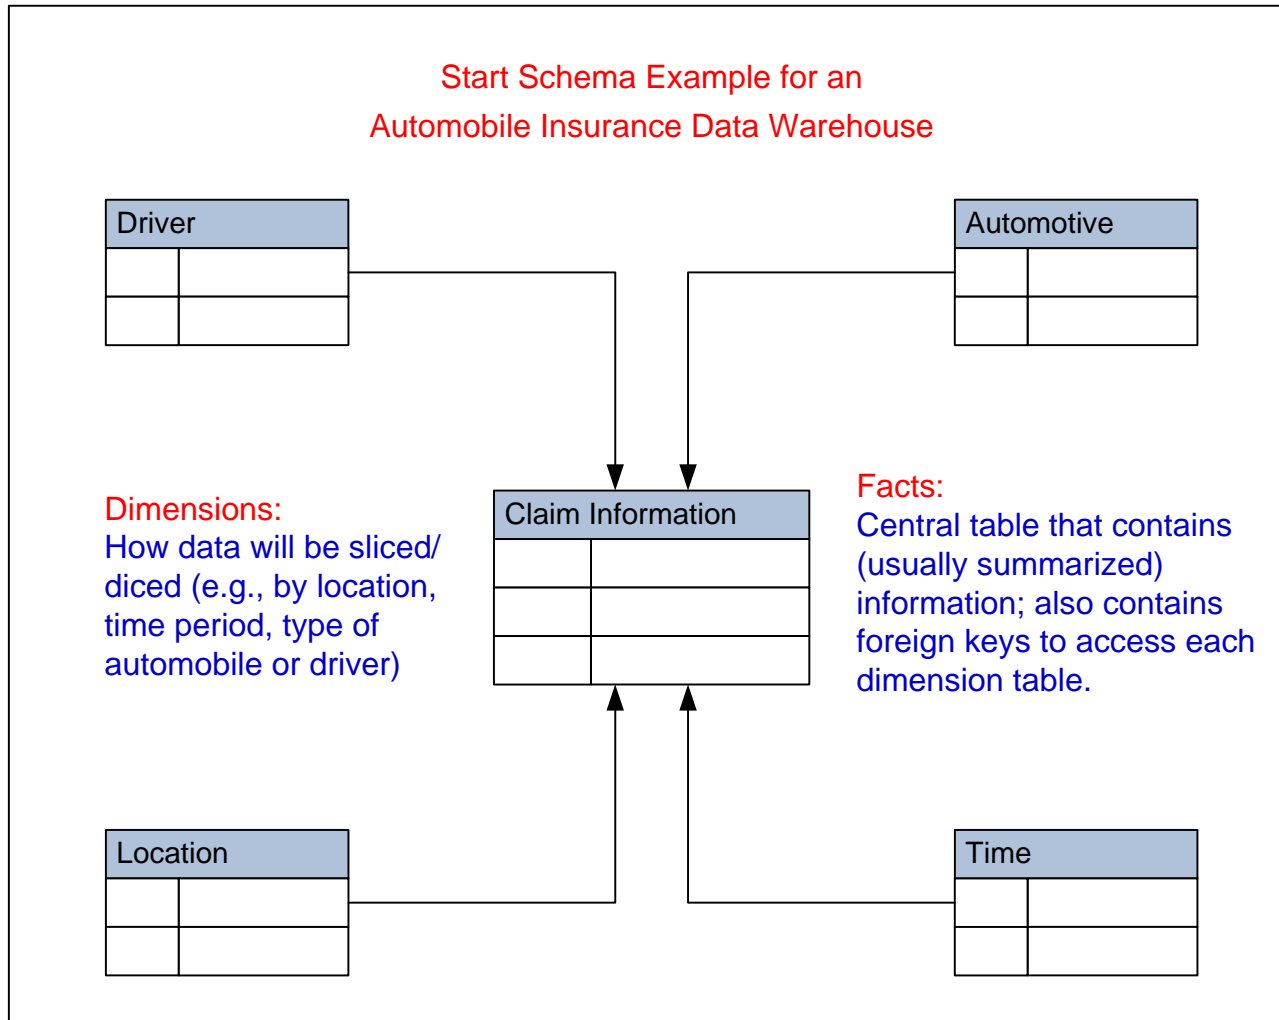 Start Schema Example for an
Automobile Insurance Data Warehouse
Driver
Automotive
Dimensions:
How data will be sliced/
diced (e.g., by location,
time period, type of
automobile or driver)
Claim Information
Facts:
Central table that contains
(usually summarized)
information; also contains
foreign keys to access each
dimension table.
Location
Time